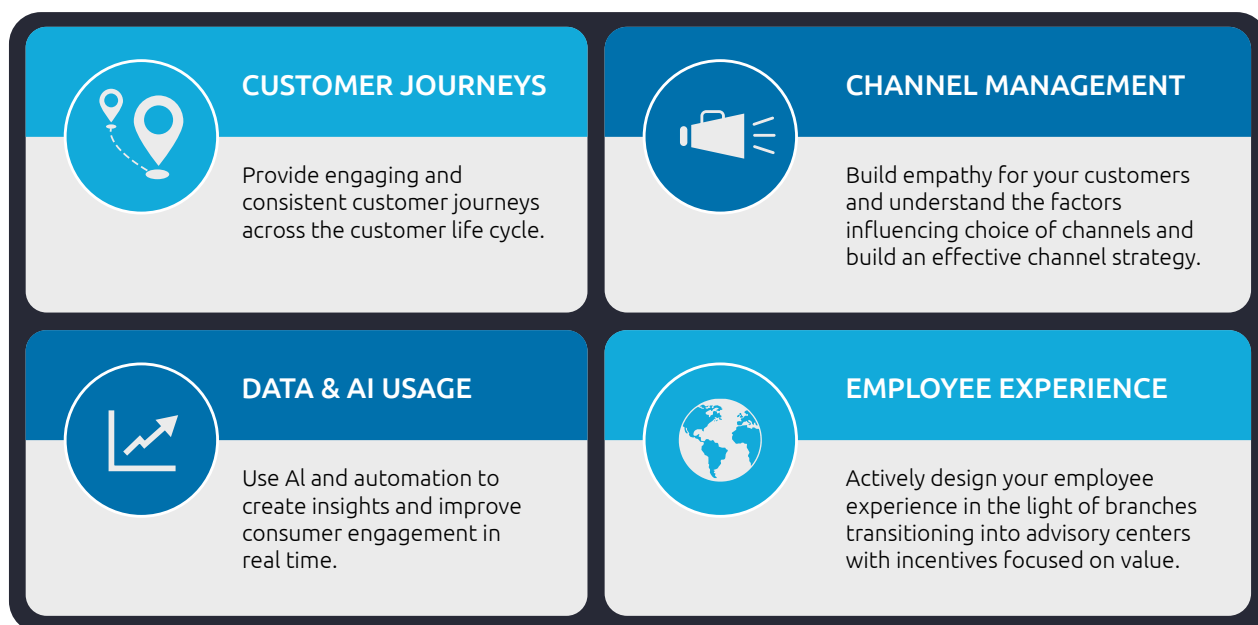 CUSTOMER JOURNEYS
Provide engaging and
consistent customer journeys
across the customer life cycle.
CHANNEL MANAGEMENT
Build empathy for your customers
and understand the factors
influencing choice of channels and
build an effective channel strategy.
DATA & AI USAGE
Use AI and automation to
create insights and improve
consumer engagement in
real time.
EMPLOYEE EXPERIENCE
Actively design your employee
experience in the light of branches
transitioning into advisory centers
with incentives focused on value.